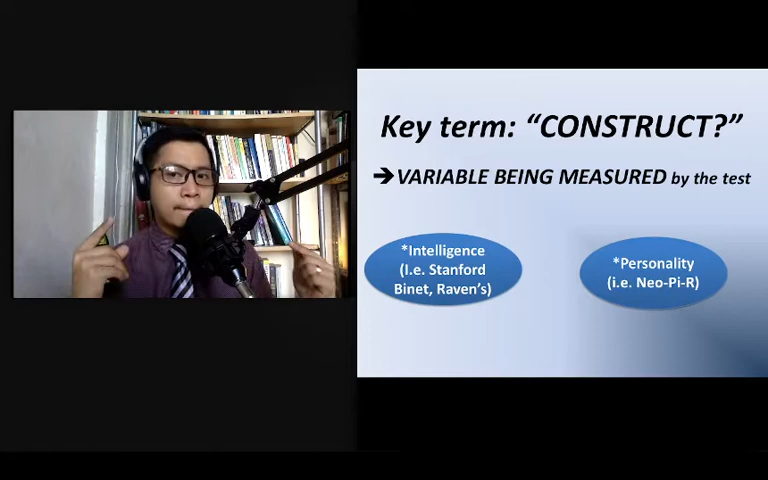 Key term: “CONSTRUCT?”
➔VARIABLE BEING MEASURED by the test
*Intelligence
(I.e. Stanford
Binet, Raven’s)
*Personality
(i.e. Neo-Pi-R)